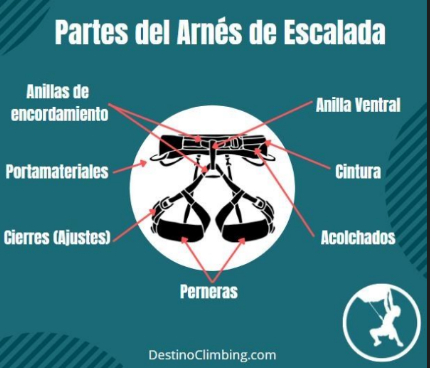 Partes del Arnés de Escalada
Anillas de
encordamiento
Anilla Ventral
Portamateriales
Cintura
Cierres (Ajustes)
Acolchados
Perneras
DestinoClimbing.com